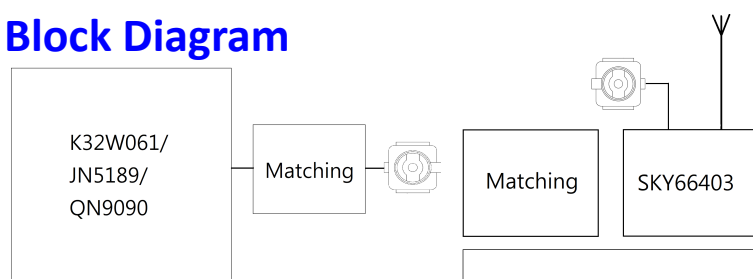 Block Diagram
K32W061/
JN5189/
QN9090
Matching
Matching
SKY66403